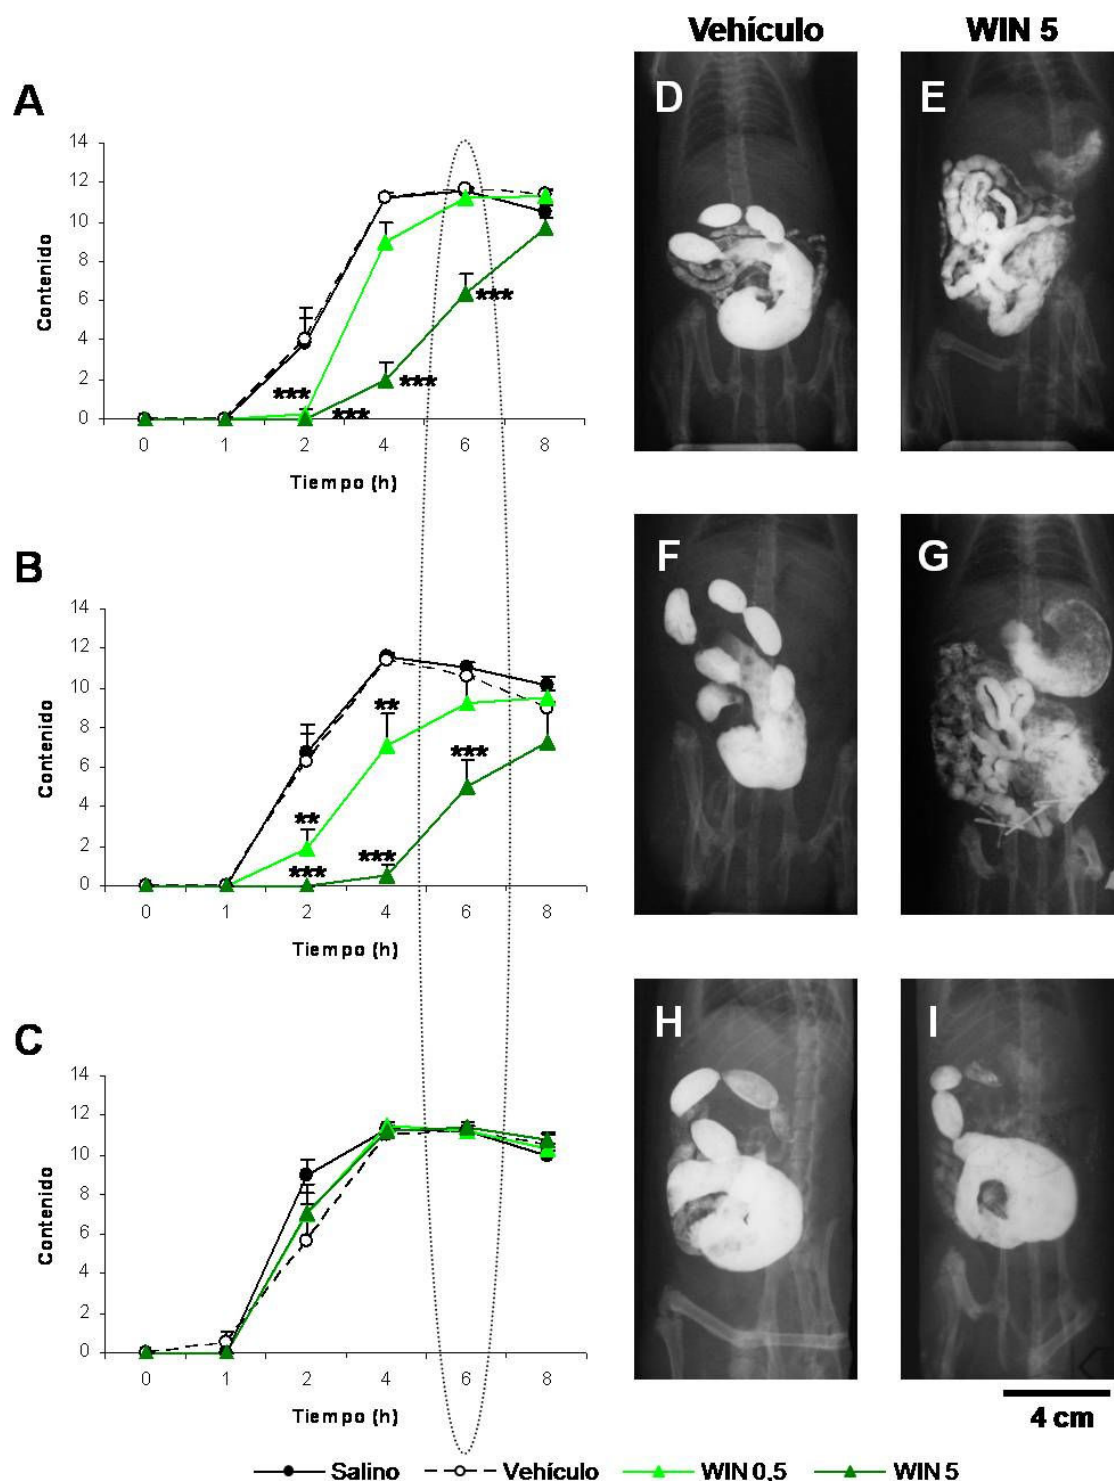 Vehículo WIN 5
A
14
12
10
8
6
4
2
0
Contenido
***
***
***
***
0 1 2 4 6 8
Tiempo (h)
D
E
B
14
12
10
8
6
4
2
0
Contenido
**
***
**
***
***
0 1 2 4 6 8
Tiempo (h)
F
G
C
14
12
10
8
6
4
2
0
Contenido
0 1 2 4 6 8
Tiempo (h)
H
I
4 cm
Salino Vehículo WIN 0,5 WIN 5